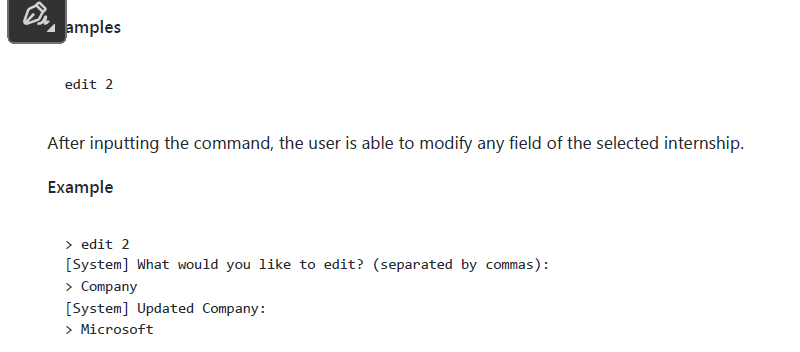 amples
edit 2
After inputting the command, the user is able to modify any field of the selected internship.
Example
> edit 2
[System] What would you like to edit? (separated by commas):
> Company
[System] Updated Company:
> Microsoft